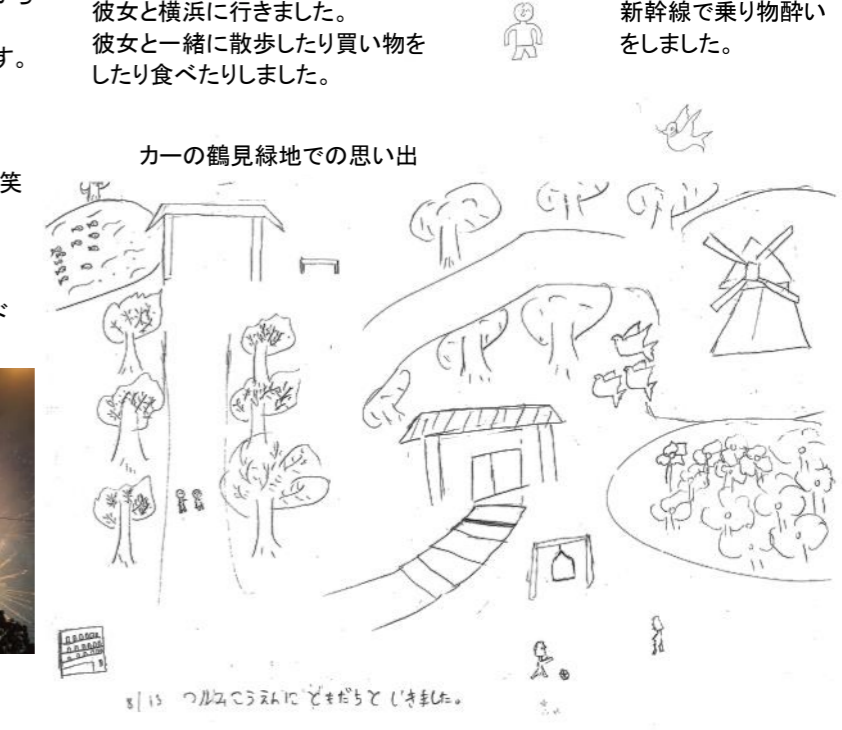 す。
笑
彼女と横浜に行きました。
彼女と一緒に散歩したり買い物を
したり食べたりしました。
新幹線で乗り物酔い
をしました。
カーの鶴見緑地での思い出
8/13 つルみこうえんに ともだちと いきました。